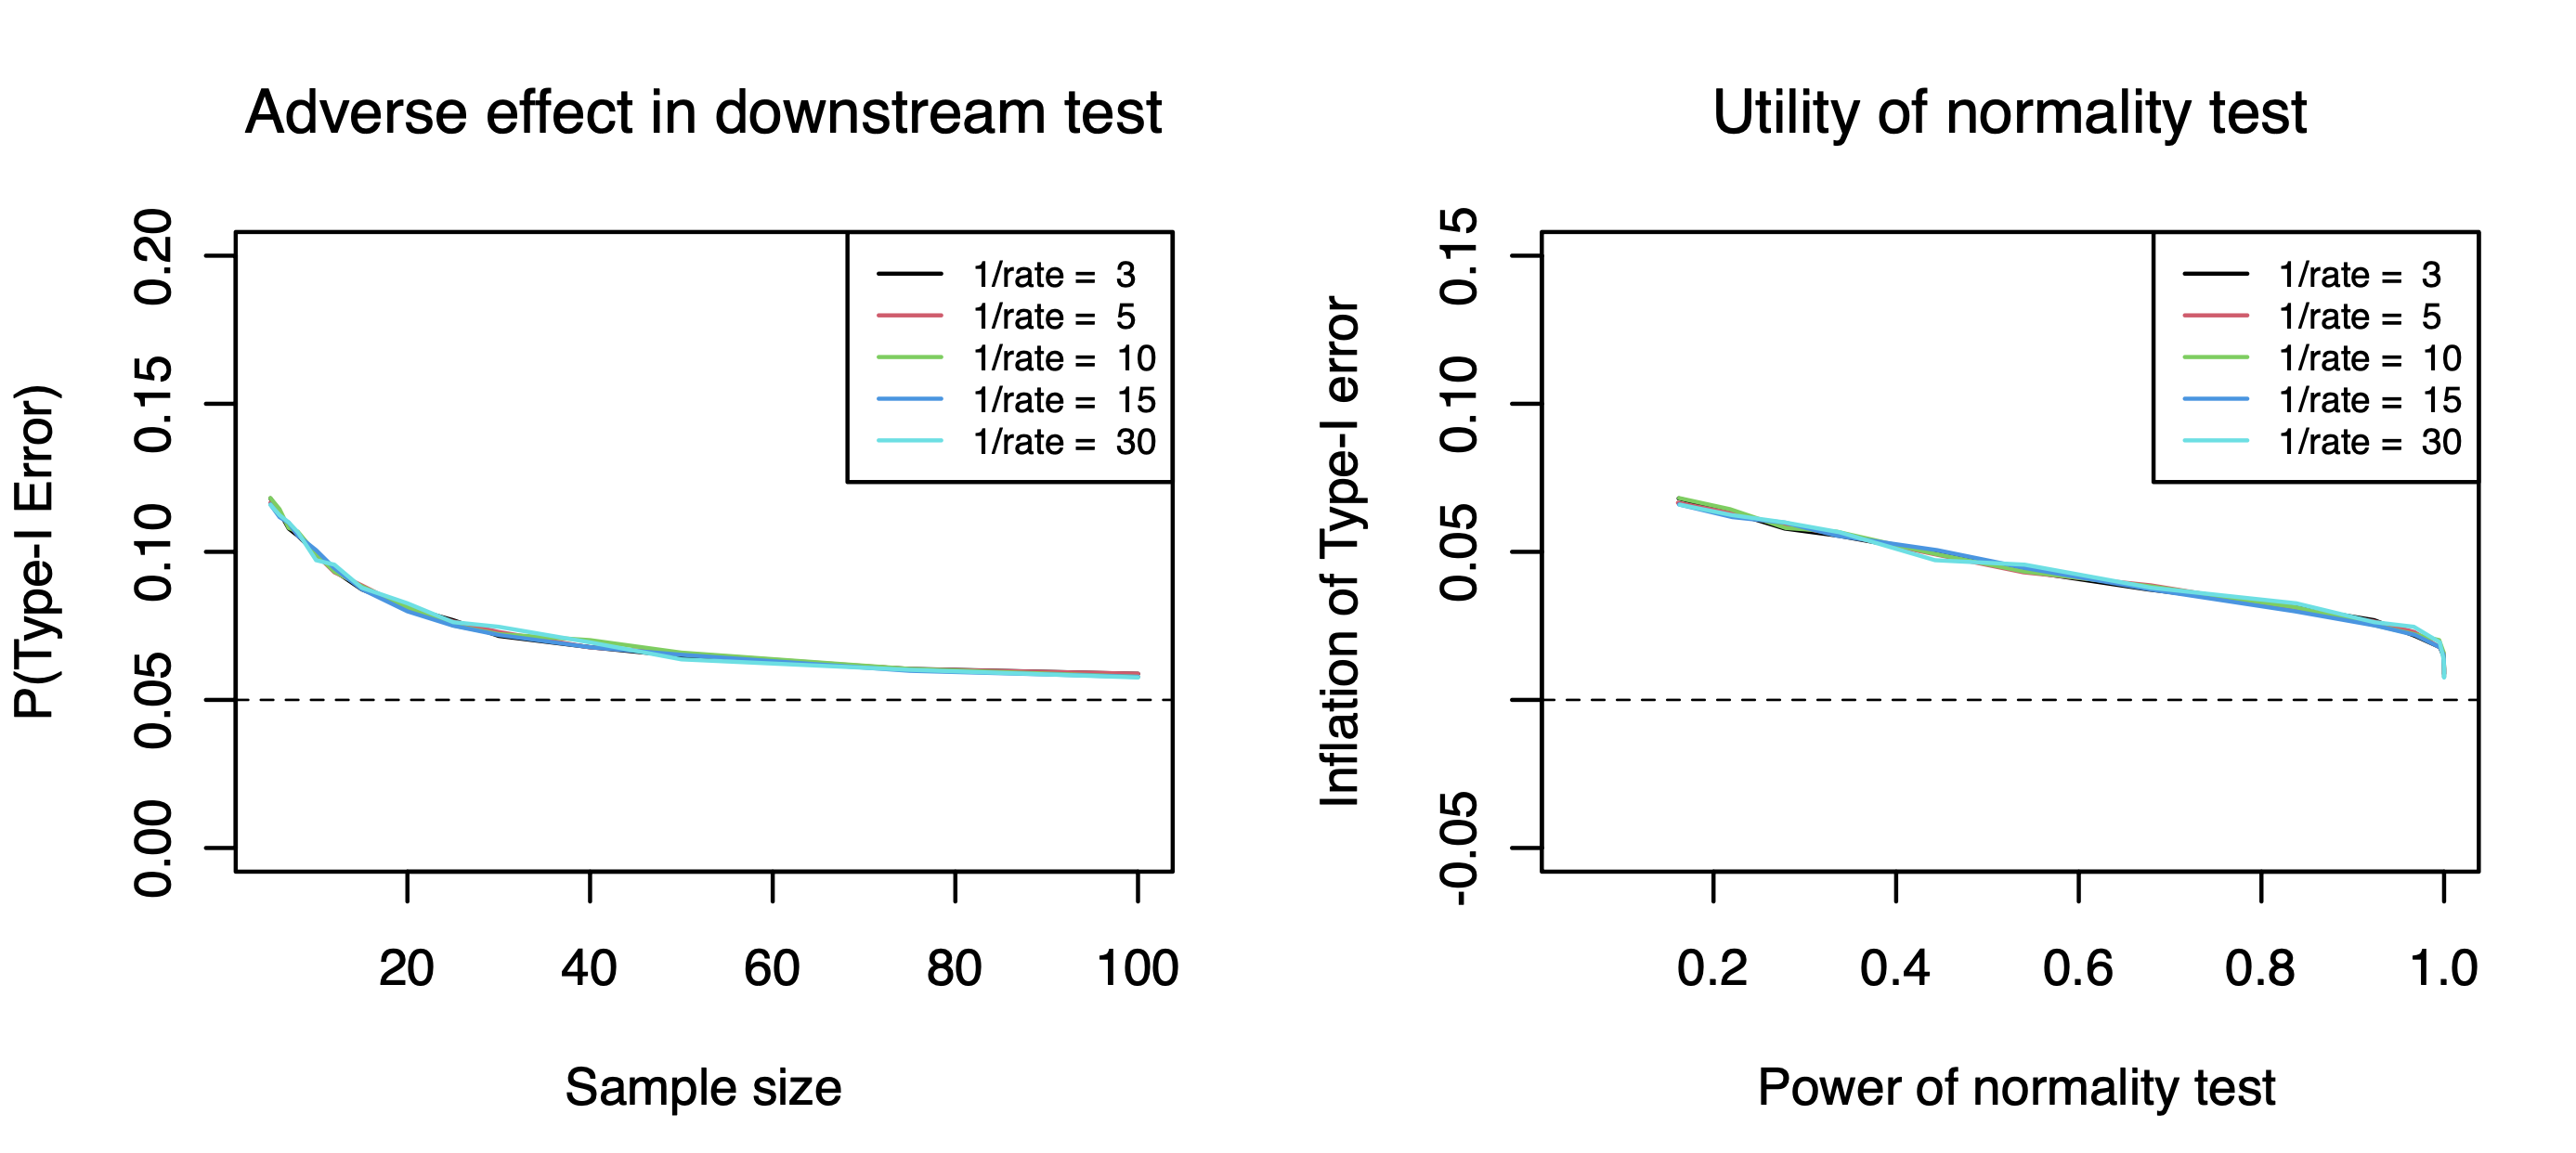 Adverse effect in downstream test
P(Type-I Error)
0.20
0.15
0.10
0.05
0.00
1/rate = 3
1/rate = 5
1/rate = 10
1/rate = 15
1/rate = 30
20 40 60 80 100
Sample size
Utility of normality test
Inflation of Type-I error
0.15
0.10
0.05
-0.05
1/rate = 3
1/rate = 5
1/rate = 10
1/rate = 15
1/rate = 30
0.2 0.4 0.6 0.8 1.0
Power of normality test